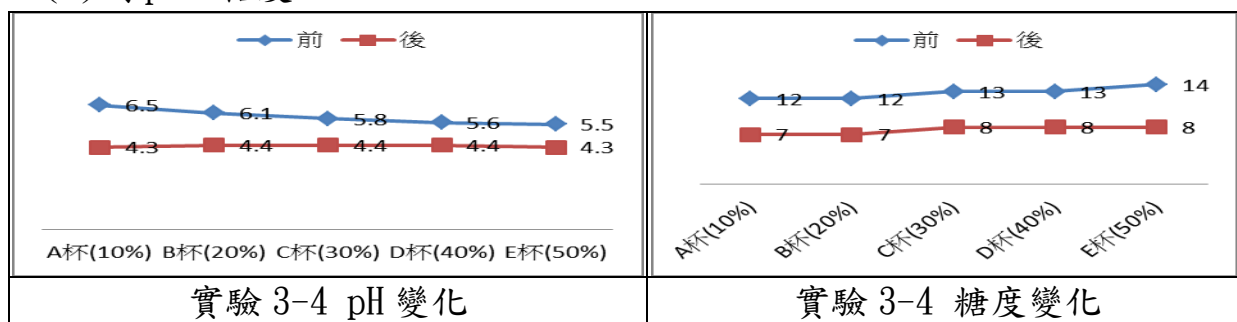 前 後
6.5 6.1 5.8 5.6 5.5
4.3 4.4 4.4 4.4 4.3
A杯(10%) B杯(20%) C杯(30%) D杯(40%) E杯(50%)
實驗 3-4 pH 變化
前 後
12 12 13 13 14
7 7 8 8 8
A杯(10%) B杯(20%) C杯(30%) D杯(40%) E杯(50%)
實驗 3-4 糖度變化